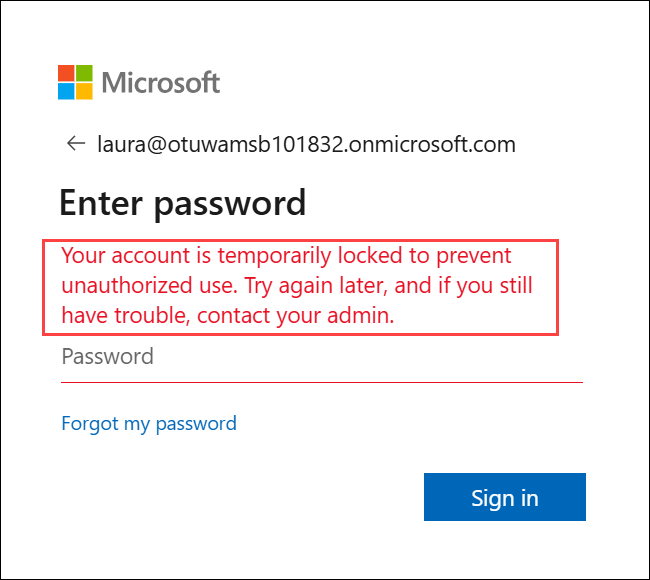 Microsoft
laura@otuwamsb101832.onmicrosoft.com
Enter password
Your account is temporarily locked to prevent
unauthorized use. Try again later, and if you still
have trouble, contact your admin.
Password
Forgot my password
Sign in